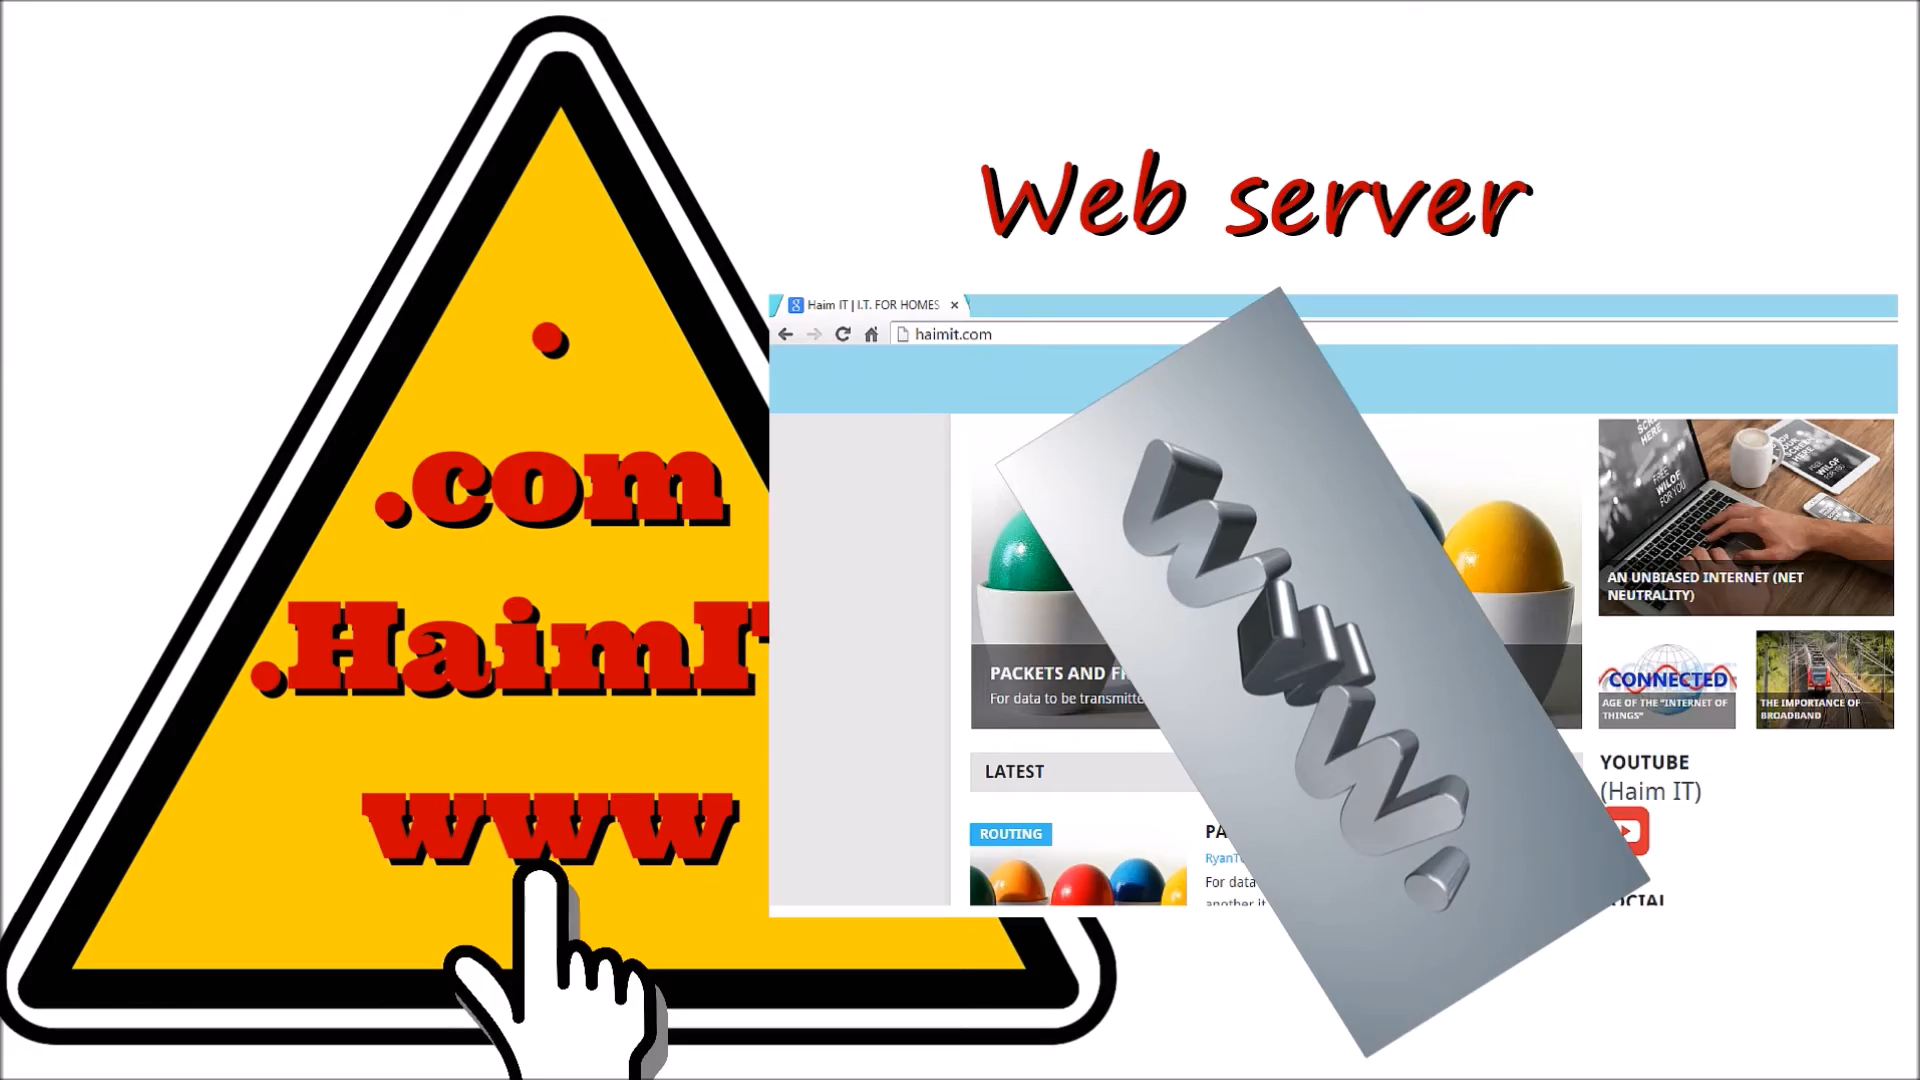 Web server
.
.com
.HaimI
www
Haim IT | I.T. FOR HOMES
haimit.com
www.
AN UNBIASED INTERNET (NET
NEUTRALITY)
PACKETS AND
For data to be
CONNECTED
AGE OF THE "INTERNET OF
THINGS"
THE IMPORTANCE OF
BROADBAND
LATEST
YOUTUBE
(Haim IT)
ROUTING
For data
another it